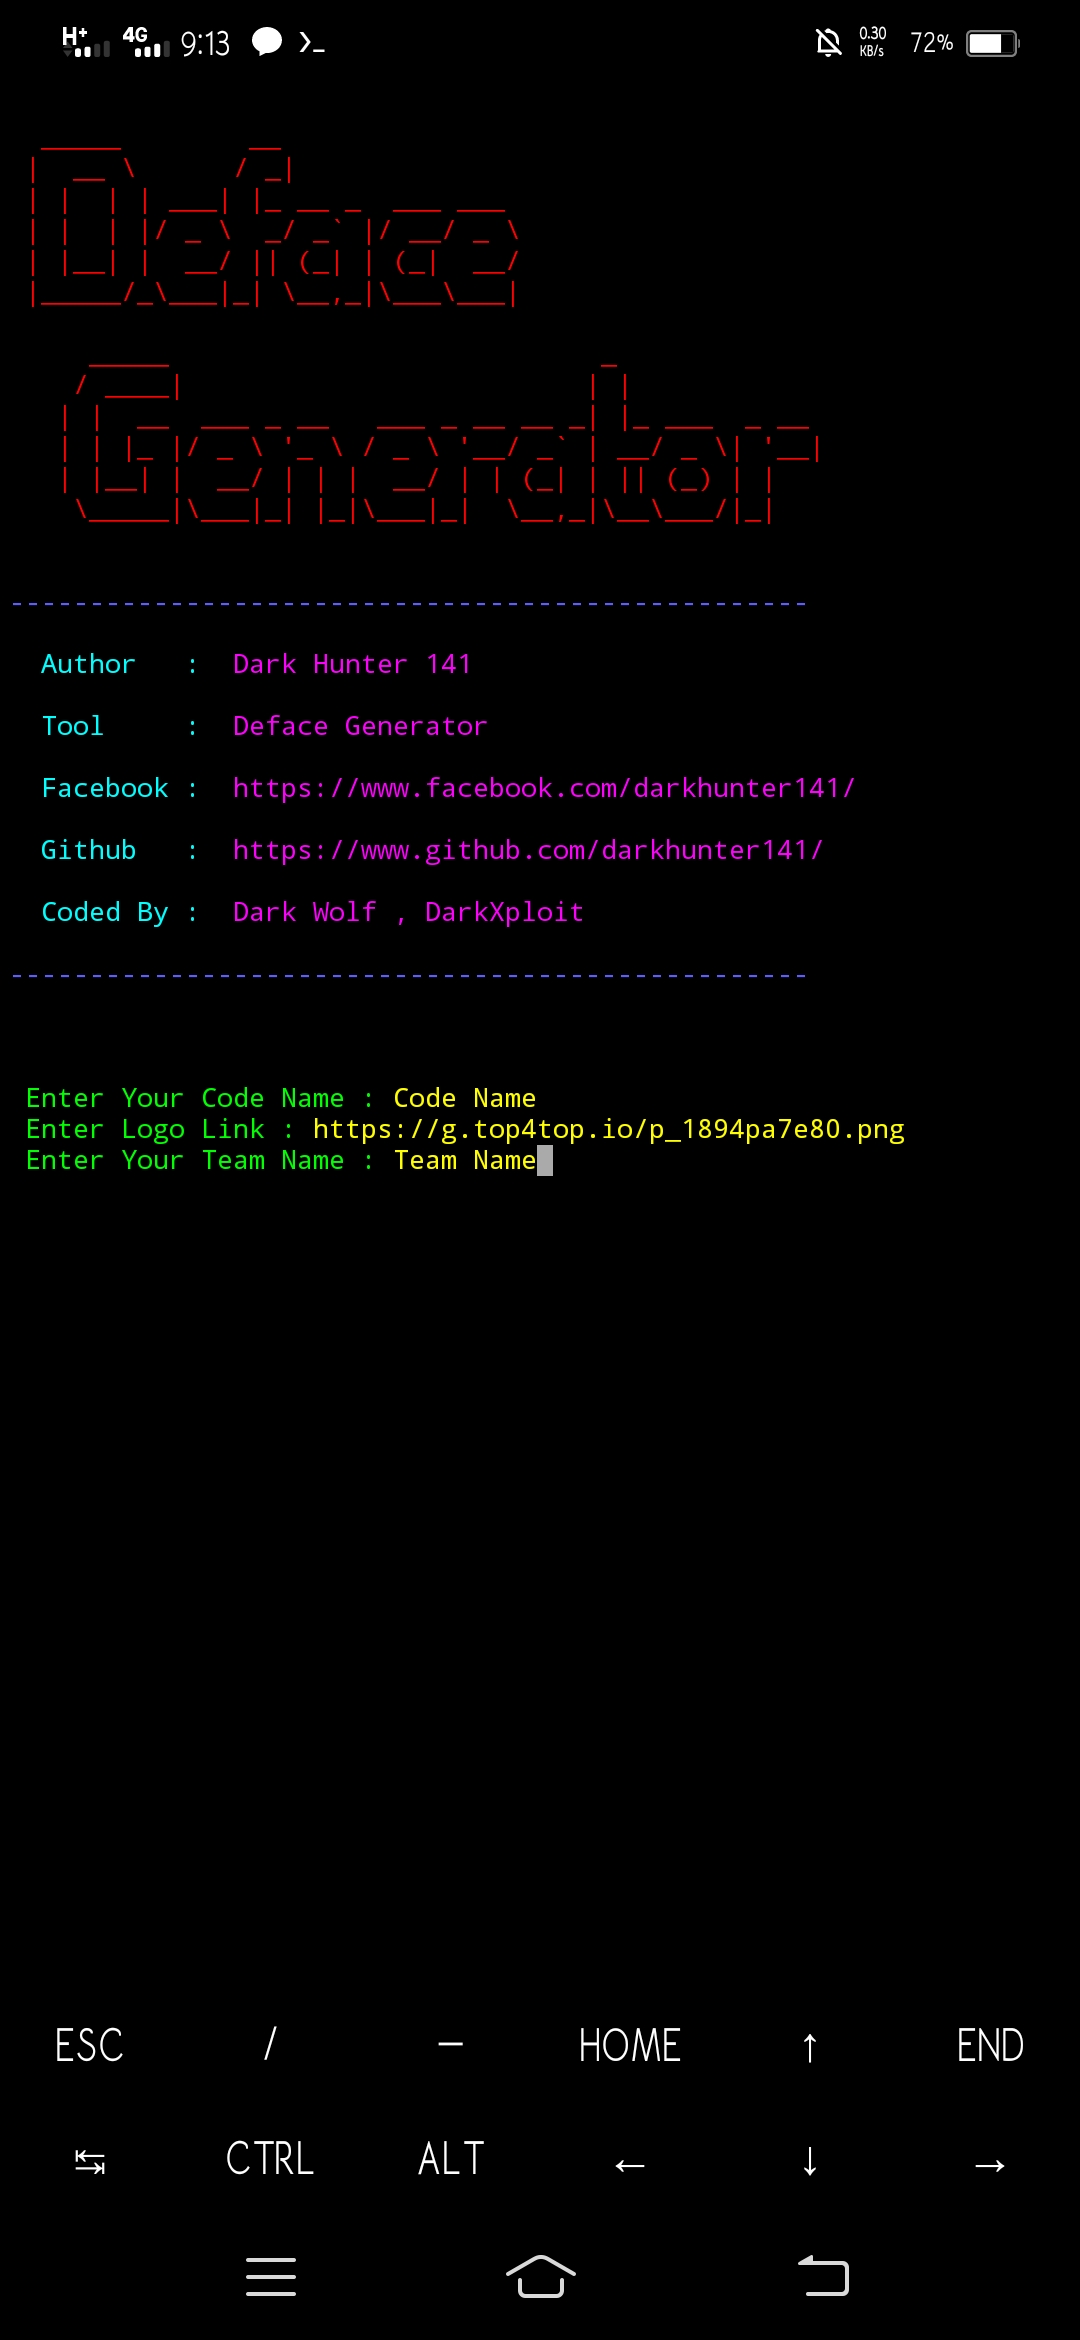 H+ 4G 9:13 0.30 KB/s 72%
Deface
Generator
--------------------------------------------------
Author : Dark Hunter 141
Tool : Deface Generator
Facebook : https://www.facebook.com/darkhunter141/
Github : https://www.github.com/darkhunter141/
Coded By : Dark Wolf , DarkXploit
--------------------------------------------------
Enter Your Code Name : Code Name
Enter Logo Link : https://g.top4top.io/p_1894pa7e80.png
Enter Your Team Name : Team Name
ESC / — HOME ↑ END
↹ CTRL ALT ← ↓ →